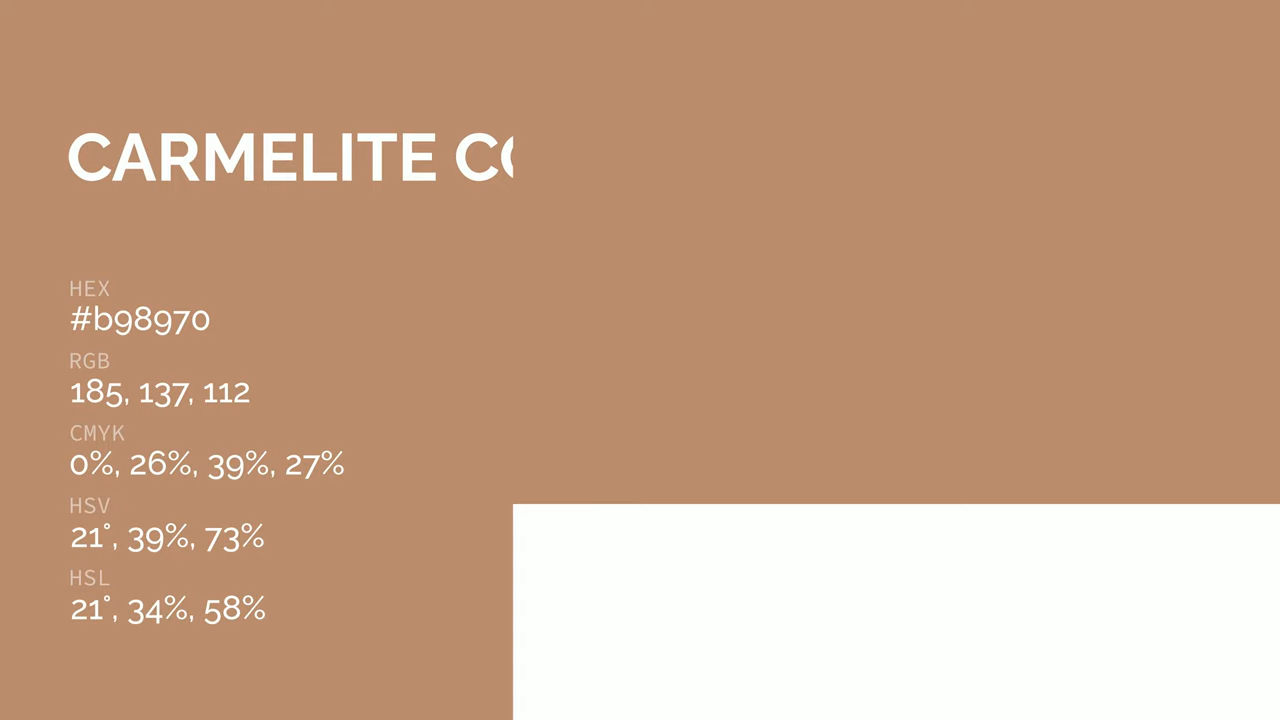 CARMELITE
HEX
#b98970
RGB
185, 137, 112
CMYK
0%, 26%, 39%, 27%
HSV
21°, 39%, 73%
HSL
21°, 34%, 58%